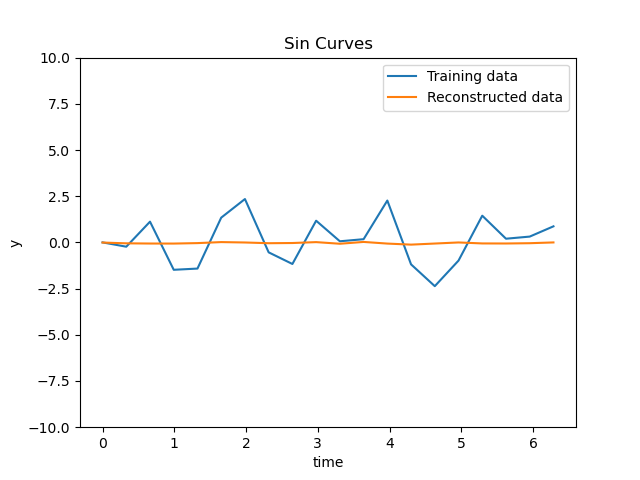 Sin Curves
Training data
Reconstructed data
10.0
7.5
5.0
2.5
0.0
−2.5
−5.0
−7.5
−10.0
y
0 1 2 3 4 5 6
time